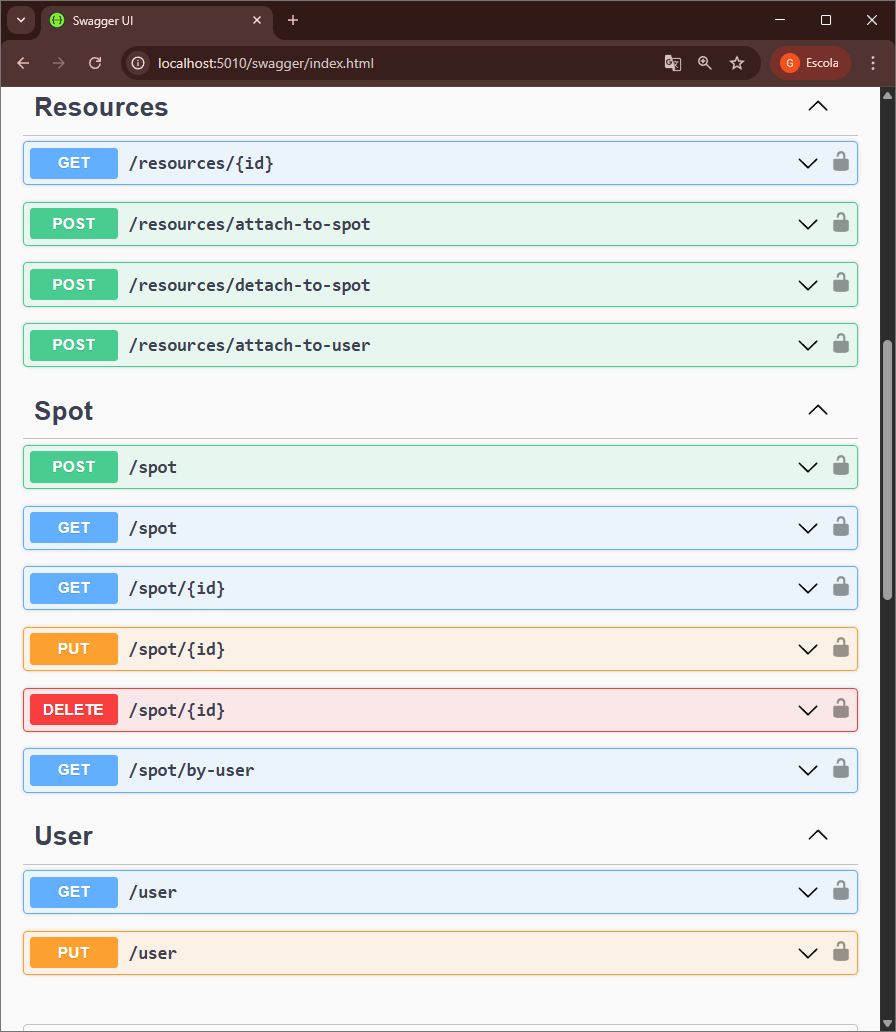 Swagger UI
localhost:5010/swagger/index.html
G Escola
Resources
GET /resources/{id}
POST /resources/attach-to-spot
POST /resources/detach-to-spot
POST /resources/attach-to-user
Spot
POST /spot
GET /spot
GET /spot/{id}
PUT /spot/{id}
DELETE /spot/{id}
GET /spot/by-user
User
GET /user
PUT /user